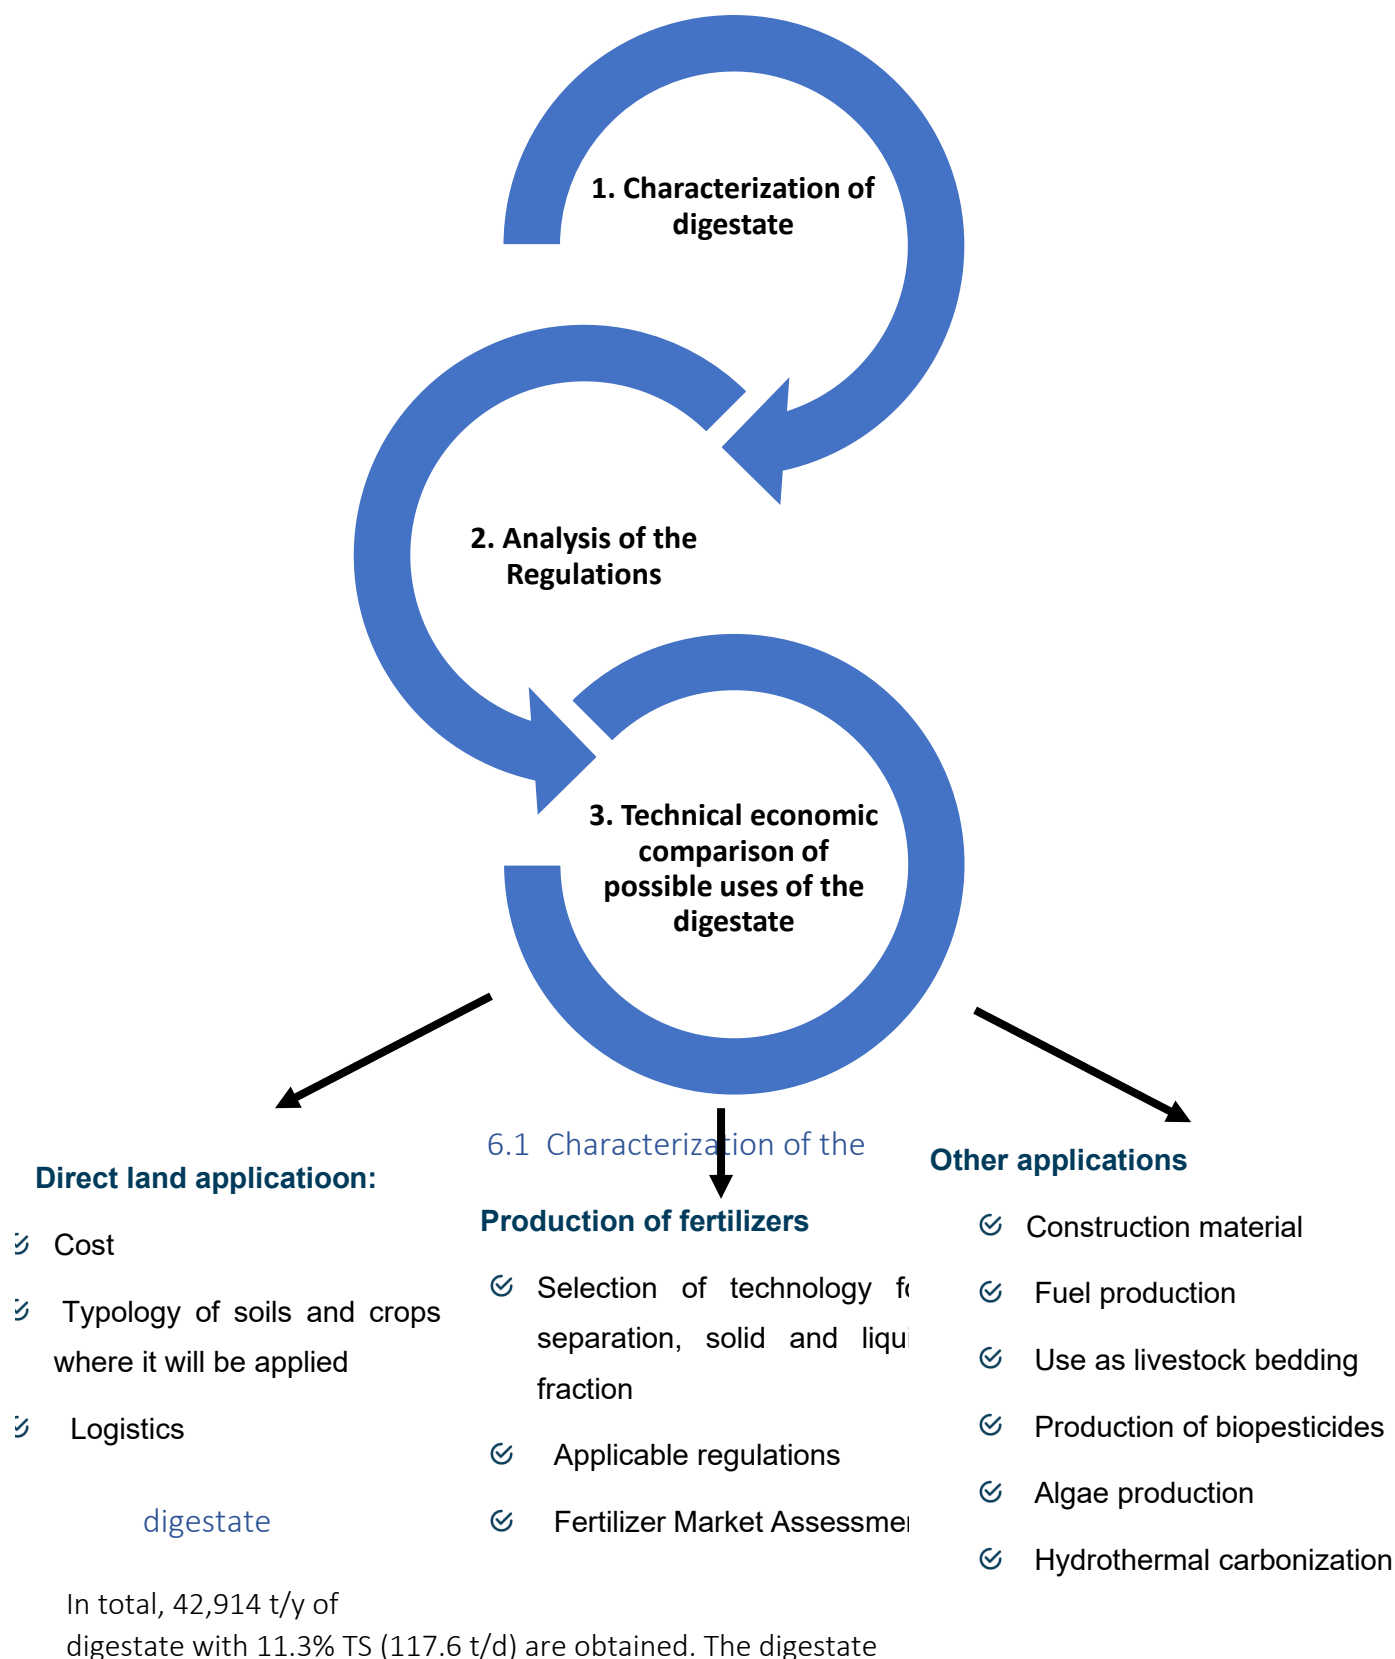 1. Characterization of
digestate
2. Analysis of the
Regulations
3. Technical economic
comparison of
possible uses of the
digestate
6.1 Characterization of the
Direct land applicatioon:
Cost
Typology of soils and crops
where it will be applied
Logistics
Production of fertilizers
Selection of technology
separation, solid and
fraction
Applicable regulations
Fertilizer Market
Other applications
Construction material
Fuel production
Use as livestock bedding
Production of biopesticides
Algae production
Hydrothermal carbonization
digestate
In total, 42,914 t/y of
digestate with 11.3% TS (117.6 t/d) are obtained. The digestate